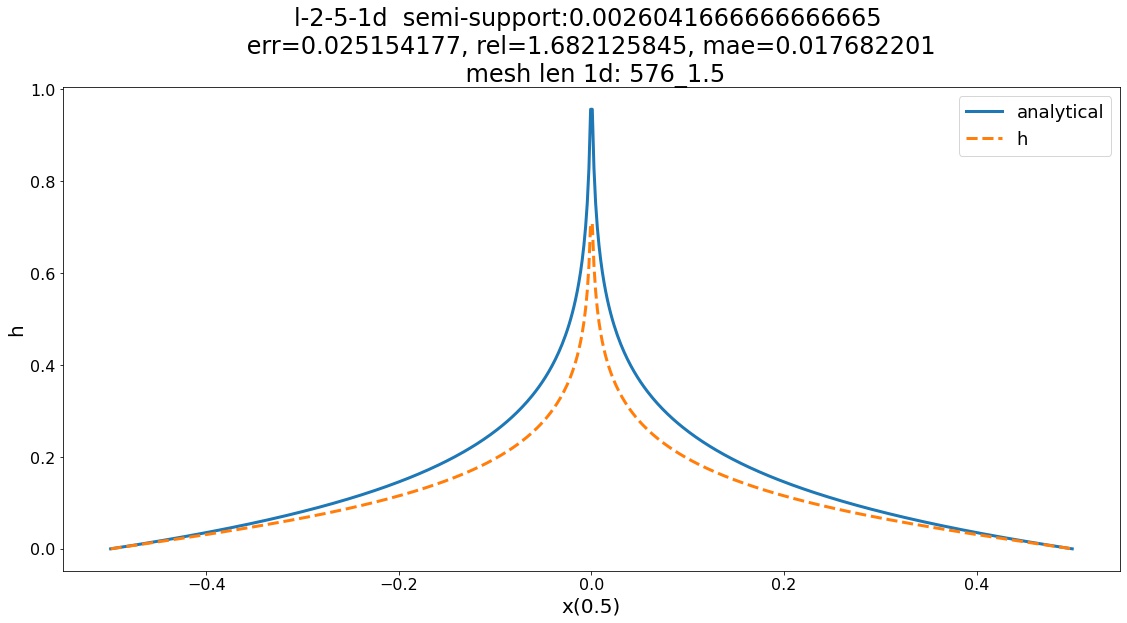 l-2-5-1d  semi-support:0.0026041666666666665
err=0.025154177, rel=1.682125845, mae=0.017682201
mesh len 1d: 576_1.5
1.0
0.8
0.6
0.4
0.2
0.0
h
analytical
h
−0.4
−0.2
0.0
0.2
0.4
x(0.5)